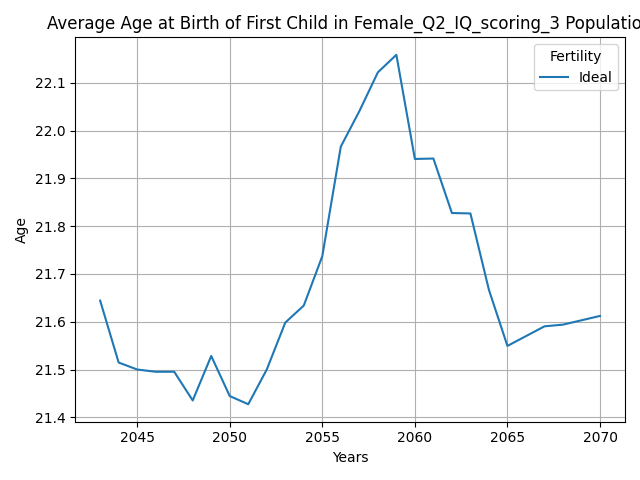 Average Age at Birth of First Child in Female_Q2_IQ_scoring_3 Populatio
Fertility
Ideal
22.1
22.0
21.9
21.8
21.7
21.6
21.5
21.4
Age
2045 2050 2055 2060 2065 2070
Years